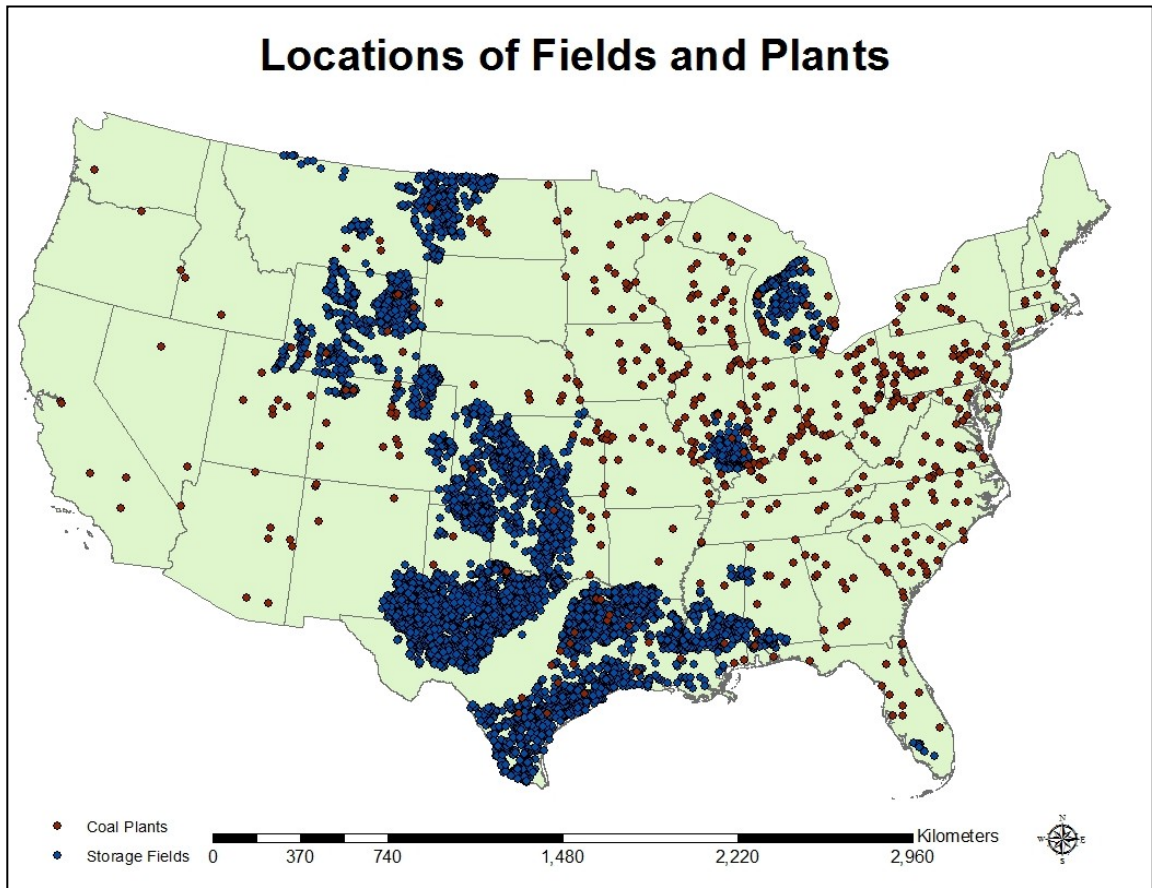 Locations of Fields and Plants
Coal Plants
Storage Fields
Kilometers
0 370 740 1,480 2,220 2,960
N
W E
S